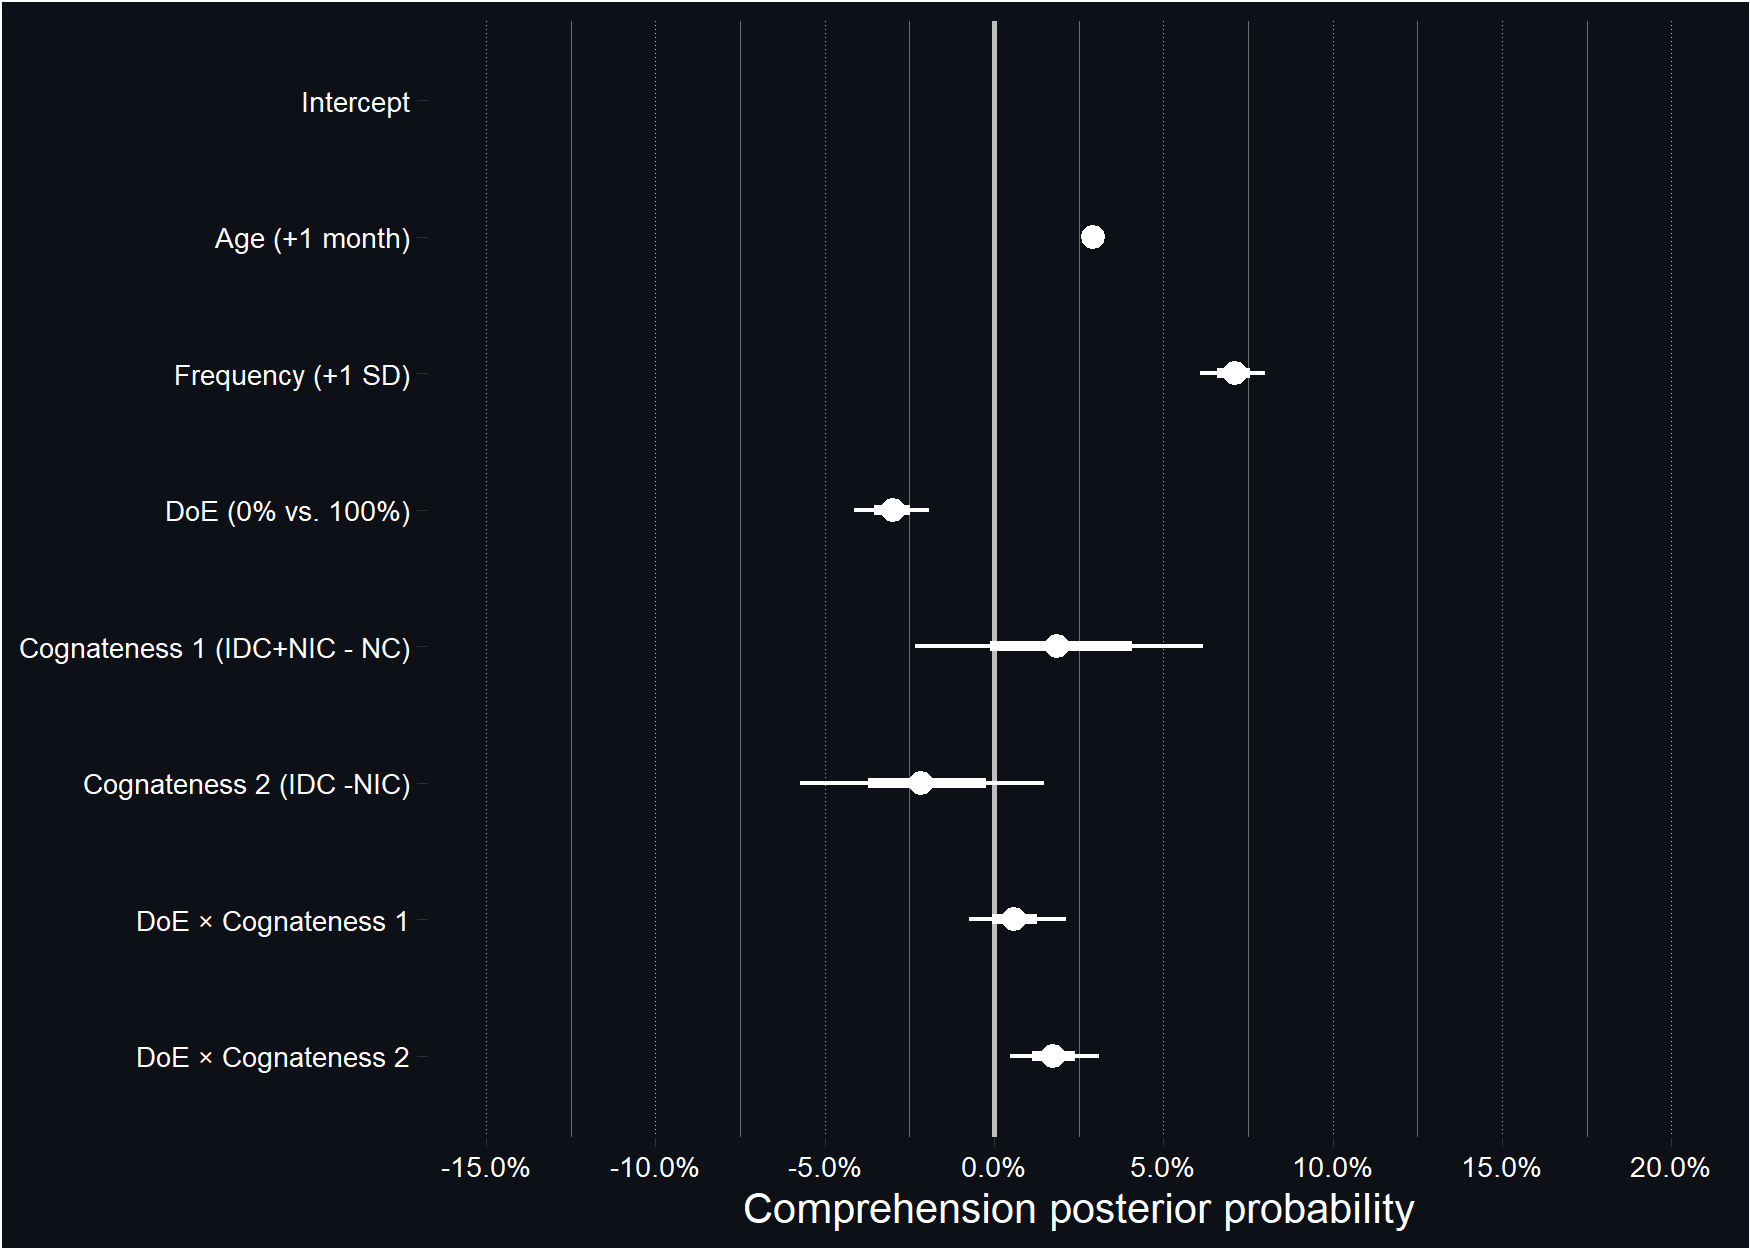 Intercept
Age (+1 month)
Frequency (+1 SD)
DoE (0% vs. 100%)
Cognateness 1 (IDC+NIC - NC)
Cognateness 2 (IDC -NIC)
DoE × Cognateness 1
DoE × Cognateness 2
-15.0% -10.0% -5.0% 0.0% 5.0% 10.0% 15.0% 20.0%
Comprehension posterior probability